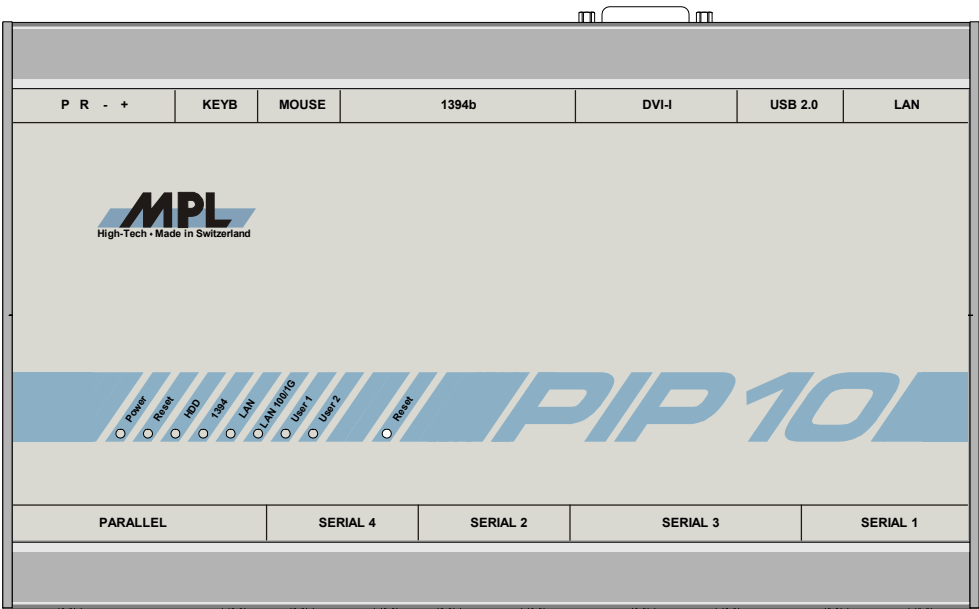 P R - + KEYB MOUSE 1394b DVI-I USB 2.0 LAN
MPL
High-Tech • Made in Switzerland
Power Reset HDD 1394 LAN LAN 100/1G User 1 User 2 Reset
PIP 10
PARALLEL SERIAL 4 SERIAL 2 SERIAL 3 SERIAL 1